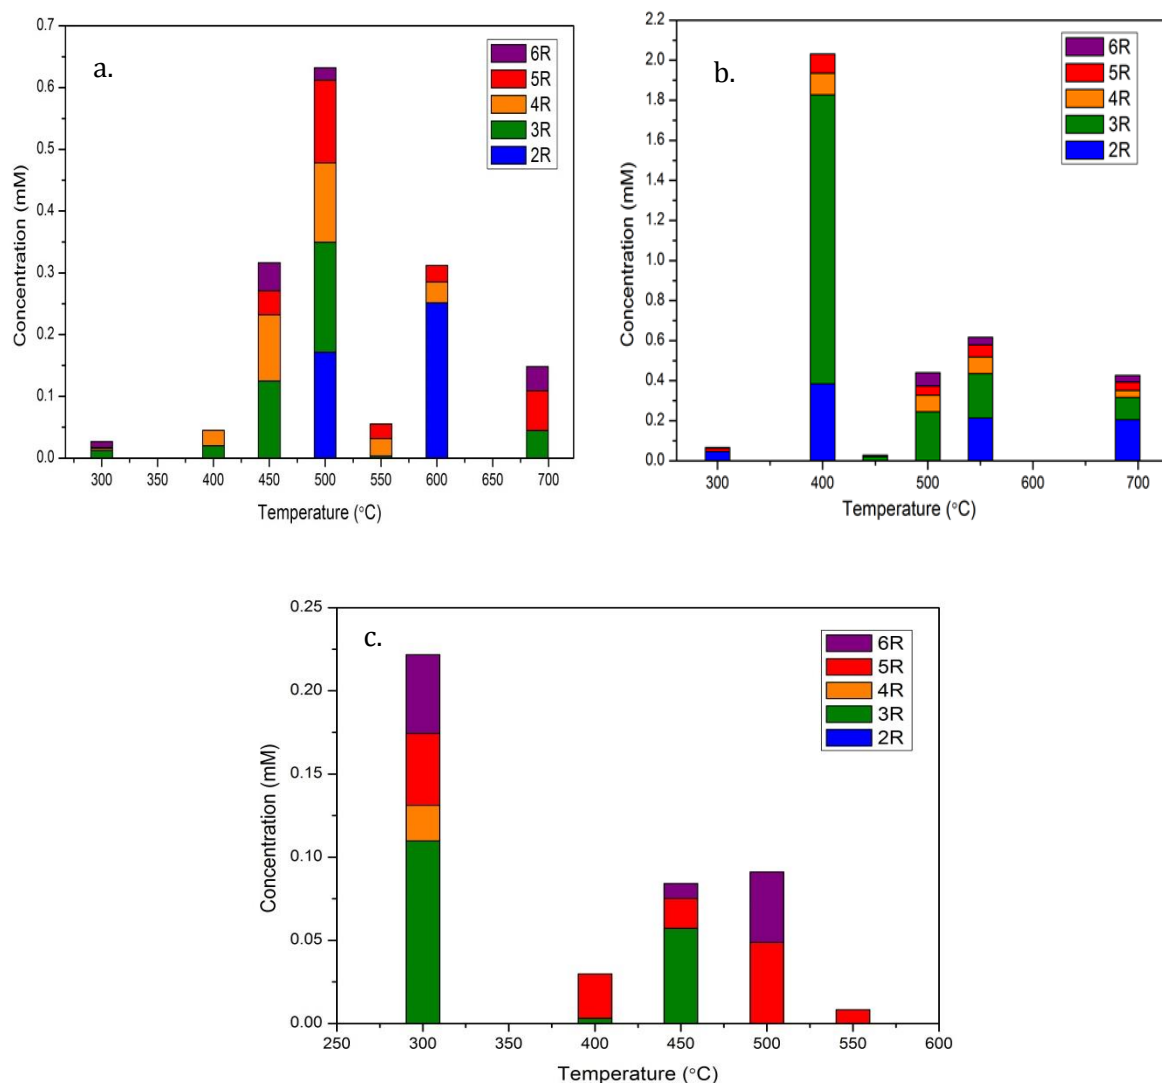 a.
0.7
0.6
0.5
0.4
0.3
0.2
0.1
0.0
Concentration (mM)
6R
5R
4R
3R
2R
300 350 400 450 500 550 600 650 700
Temperature (°C)
b.
2.2
2.0
1.8
1.6
1.4
1.2
1.0
0.8
0.6
0.4
0.2
0.0
Concentration (mM)
6R
5R
4R
3R
2R
300 400 500 600 700
Temperature (°C)
c.
0.25
0.20
0.15
0.10
0.05
0.00
Concentration (mM)
6R
5R
4R
3R
2R
250 300 350 400 450 500 550 600
Temperature (°C)